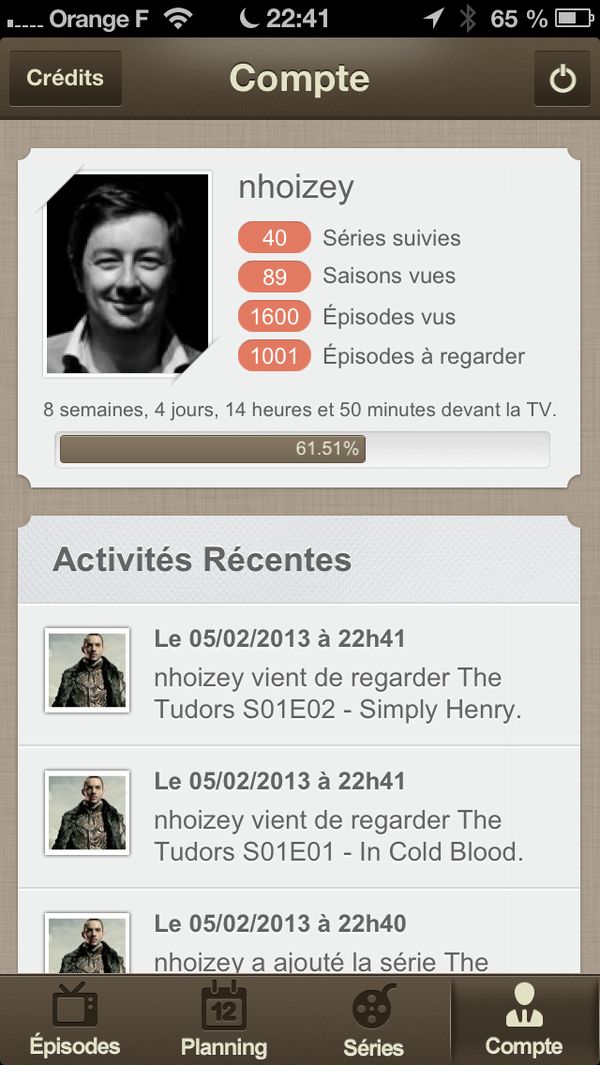 Orange F 22:41 65 %
Crédits Compte
nhoizey
40 Séries suivies
89 Saisons vues
1600 Épisodes vus
1001 Épisodes à regarder
8 semaines, 4 jours, 14 heures et 50 minutes devant la TV.
61.51%
Activités Récentes
Le 05/02/2013 à 22h41
nhoizey vient de regarder The
Tudors S01E02 - Simply Henry.
Le 05/02/2013 à 22h41
nhoizey vient de regarder The
Tudors S01E01 - In Cold Blood.
Le 05/02/2013 à 22h40
nhoizey a ajouté la série The
12
Épisodes Planning Séries Compte